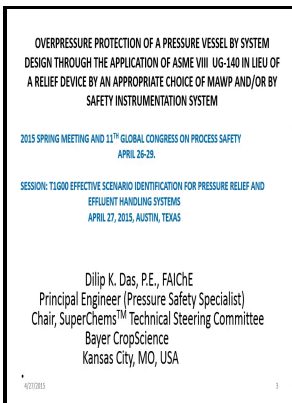 OVERPRESSURE PROTECTION OF A PRESSURE VESSEL BY SYSTEM
DESIGN THROUGH THE APPLICATION OF ASME VIII UG-140 IN LIEU OF
A RELIEF DEVICE BY AN APPROPRIATE CHOICE OF MAWP AND/OR BY
SAFETY INSTRUMENTATION SYSTEM
2015 SPRING MEETING AND 11TH GLOBAL CONGRESS ON PROCESS SAFETY
APRIL 26-29.
SESSION: T1G00 EFFECTIVE SCENARIO IDENTIFICATION FOR PRESSURE RELIEF AND
EFFLUENT HANDLING SYSTEMS
APRIL 27, 2015, AUSTIN, TEXAS
Dilip K. Das, P.E., FAIChE
Principal Engineer (Pressure Safety Specialist)
Chair, SuperChems™ Technical Steering Committee
Bayer CropScience
Kansas City, MO, USA
•
4/27/2015 3